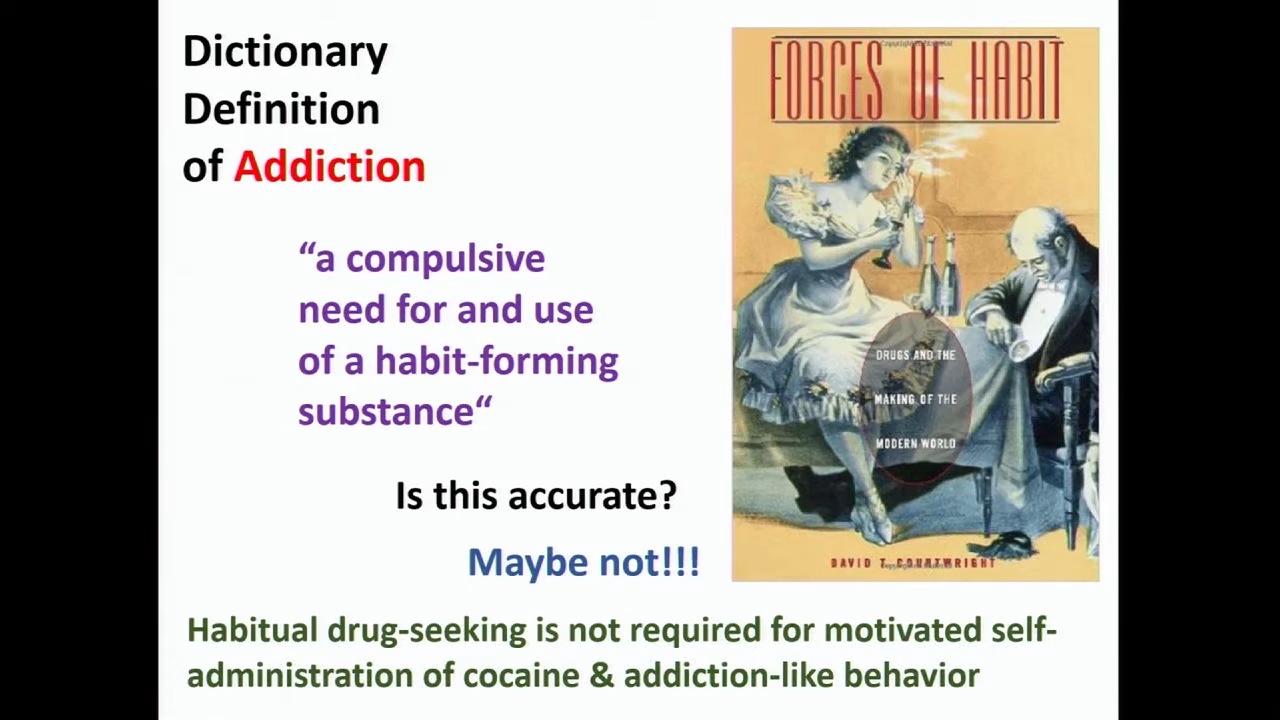 Dictionary
Definition
of Addiction
“a compulsive
need for and use
of a habit-forming
substance“
Is this accurate?
Maybe not!!!
Habitual drug-seeking is not required for motivated self-
administration of cocaine & addiction-like behavior
FORCES OF HABIT
DRUGS AND THE
MAKING OF THE
MODERN WORLD
DAVID T. COURTWRIGHT